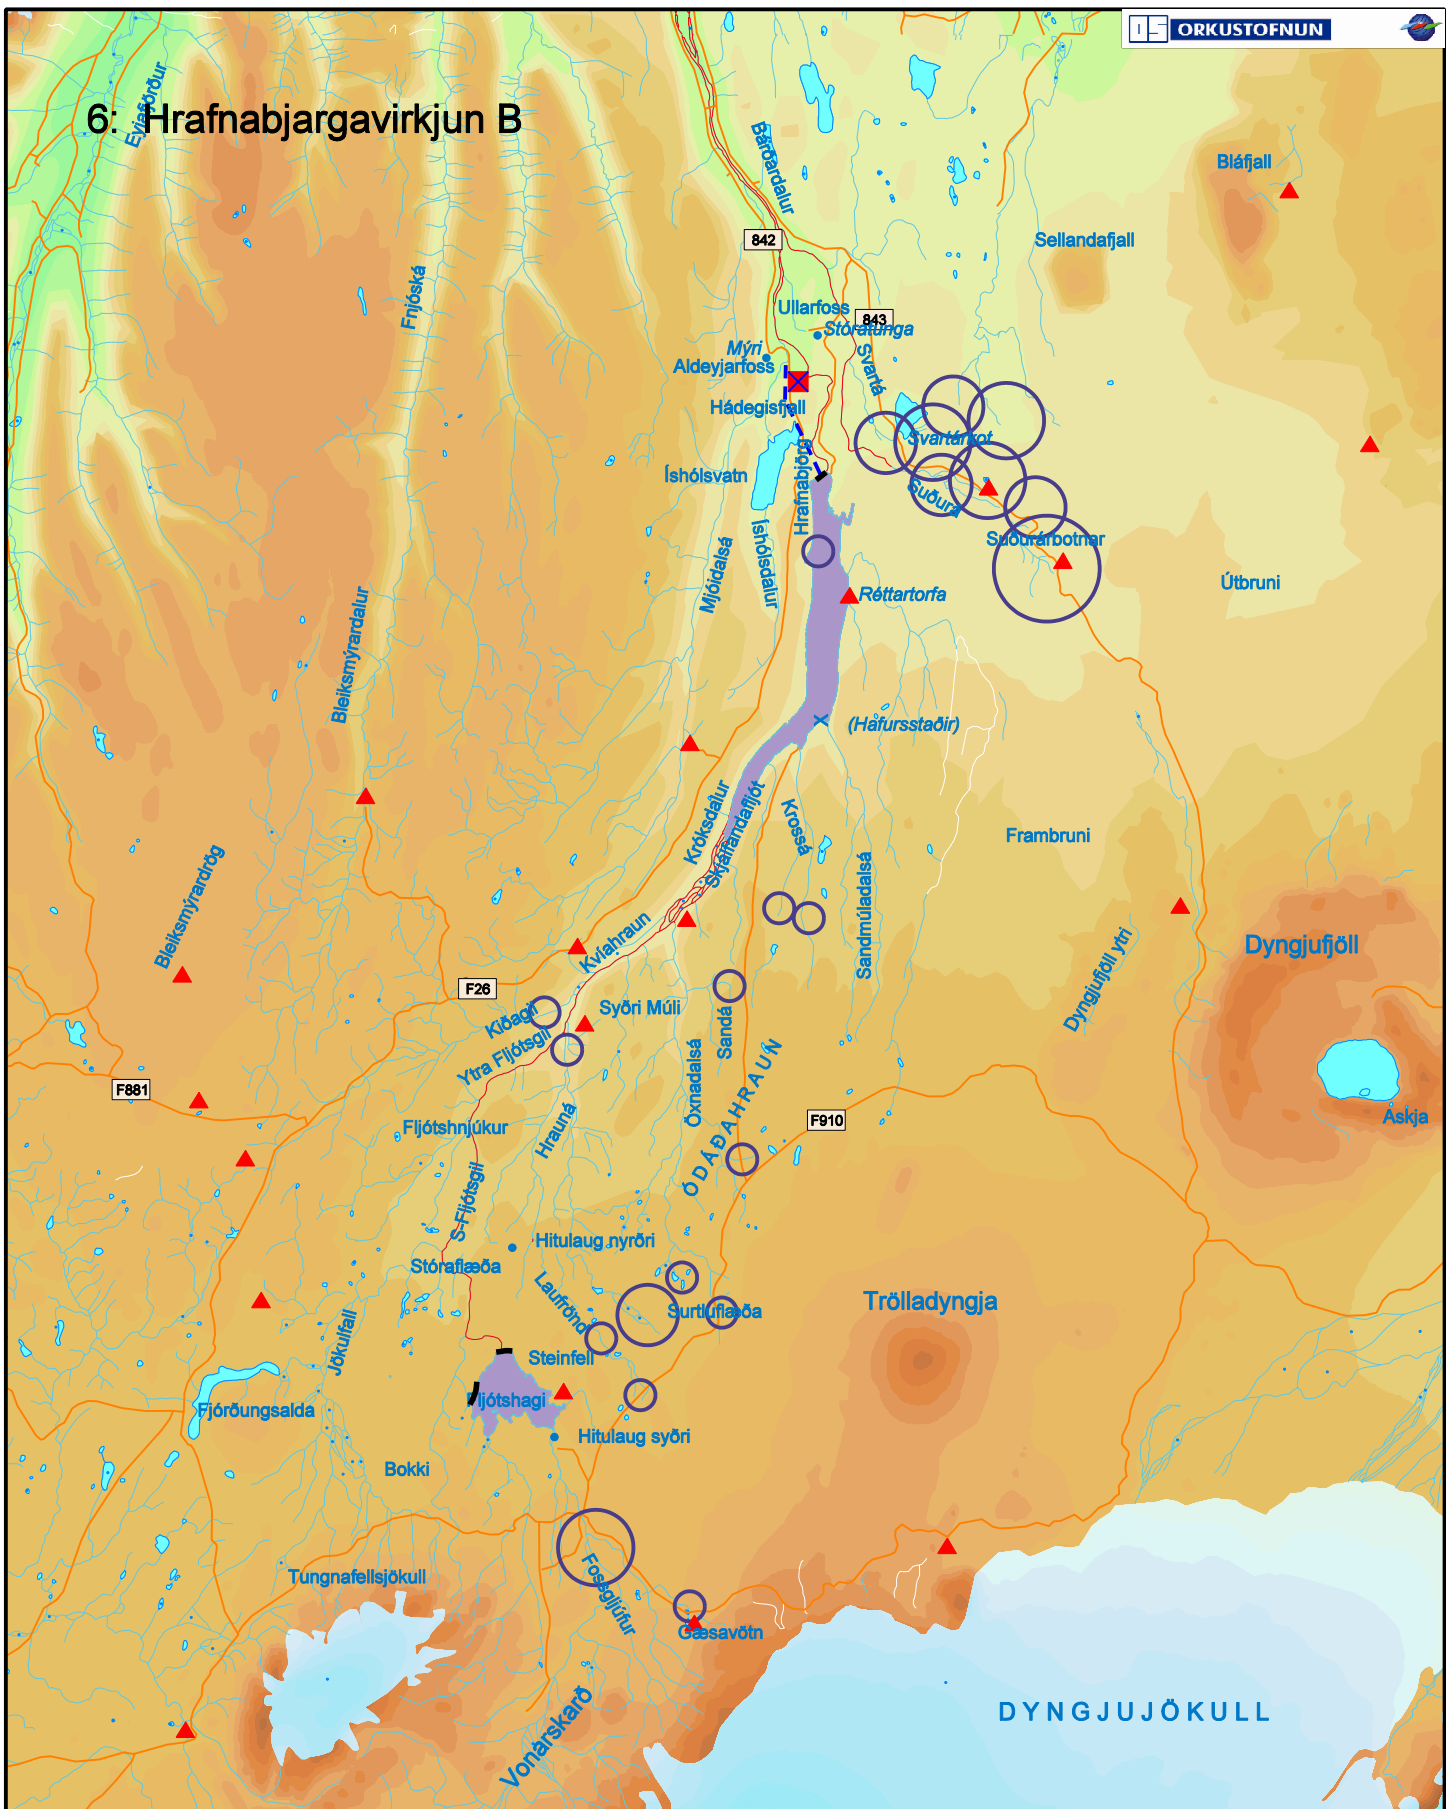 ORKUSTOFNUN
6: Hrafnabjargavirkjun B
Eyjafjörður
Bárðardalur
Bláfjall
842
Sellandafjall
Fnjóská
Ullarfoss
843
Stóratunga
Mýri
Aldeyjarfoss
Svartá
Hádegisfjall
Svartárkot
Íshólsvatn
Hrafnabjörg
Suðurá
Suðurárbotnar
Íshólsdalur
Mjóidalsá
Útbruni
Réttartorfa
Bleiksmýrardalur
X
(Hafursstaðir)
Króksdalur
Skjálfandafljót
Krossá
Frambruni
Bleiksmýrardrög
Sandmúladalsá
Kvíahraun
Dyngjufjöll
Dyngjufjöll ytri
F26
Kiðagil
Syðri Múli
Sandá
Ytra Fljótsgil
Öxnadalsá
F881
ÓDÁÐAHRAUN
F910
Askja
Fljótshnjúkur
Hrauná
S-Fljótsgil
Hitulaug nyrðri
Stóraflæða
Laufrönd
Surtluflæða
Trölladyngja
Jökulfall
Steinfell
Fljótshagi
Fjórðungsalda
Hitulaug syðri
Bokki
Tungnafellsjökull
Fossgljúfur
Gæsavötn
Vonarskarð
DYNGJUJÖKULL